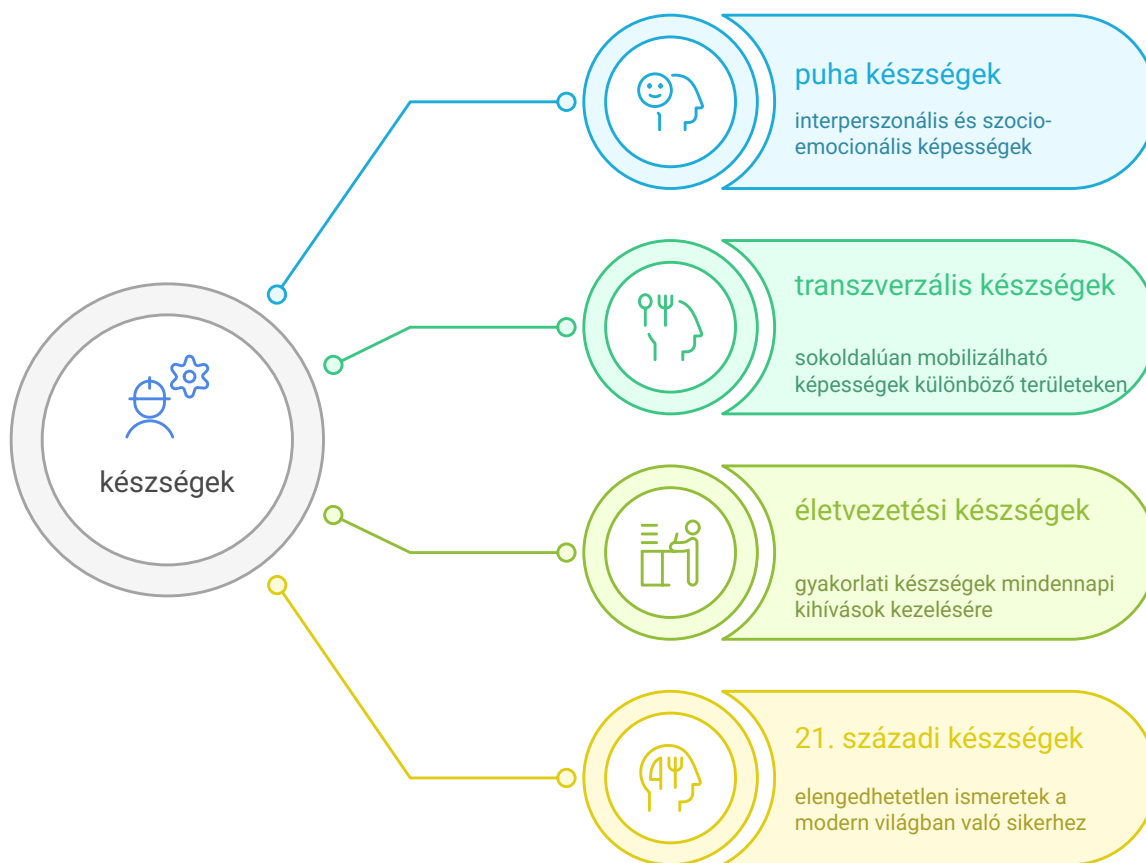 készségek
puha készségek
interperszonális és szocio-
emocionális képességek
transzverzális készségek
sokoldalúan mobilizálható
képességek különböző területeken
életvezetési készségek
gyakorlati készségek mindennapi
kihívások kezelésére
21. századi készségek
elengedhetetlen ismeretek a
modern világban való sikerhez